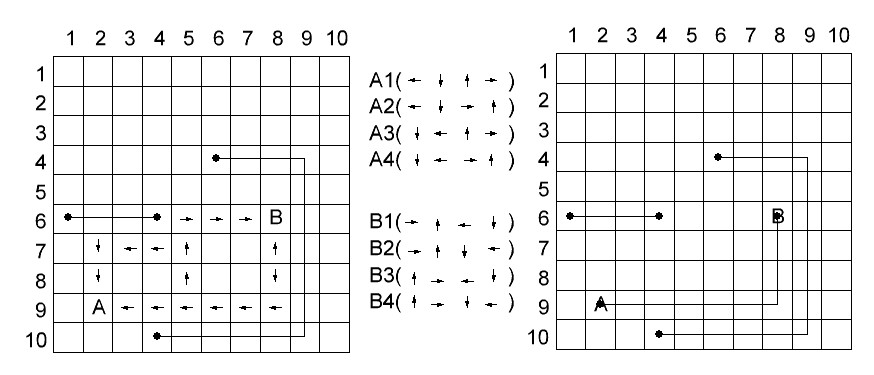 1 2 3 4 5 6 7 8 9 10
1
2
3
4
5
6 → → → B
7 ↓ ← ← ↑ ↑
8 ↓ ↑ ↓
9 A ← ← ← ← ← ←
10
A1( ← ↓ ↑ → )
A2( ← ↓ → ↑ )
A3( ↓ ← ↑ → )
A4( ↓ ← → ↑ )
B1( → ↑ ← ↓ )
B2( → ↑ ↓ ← )
B3( ↑ → ← ↓ )
B4( ↑ → ↓ ← )
1 2 3 4 5 6 7 8 9 10
1
2
3
4
5
6 B
7
8
9 A
10